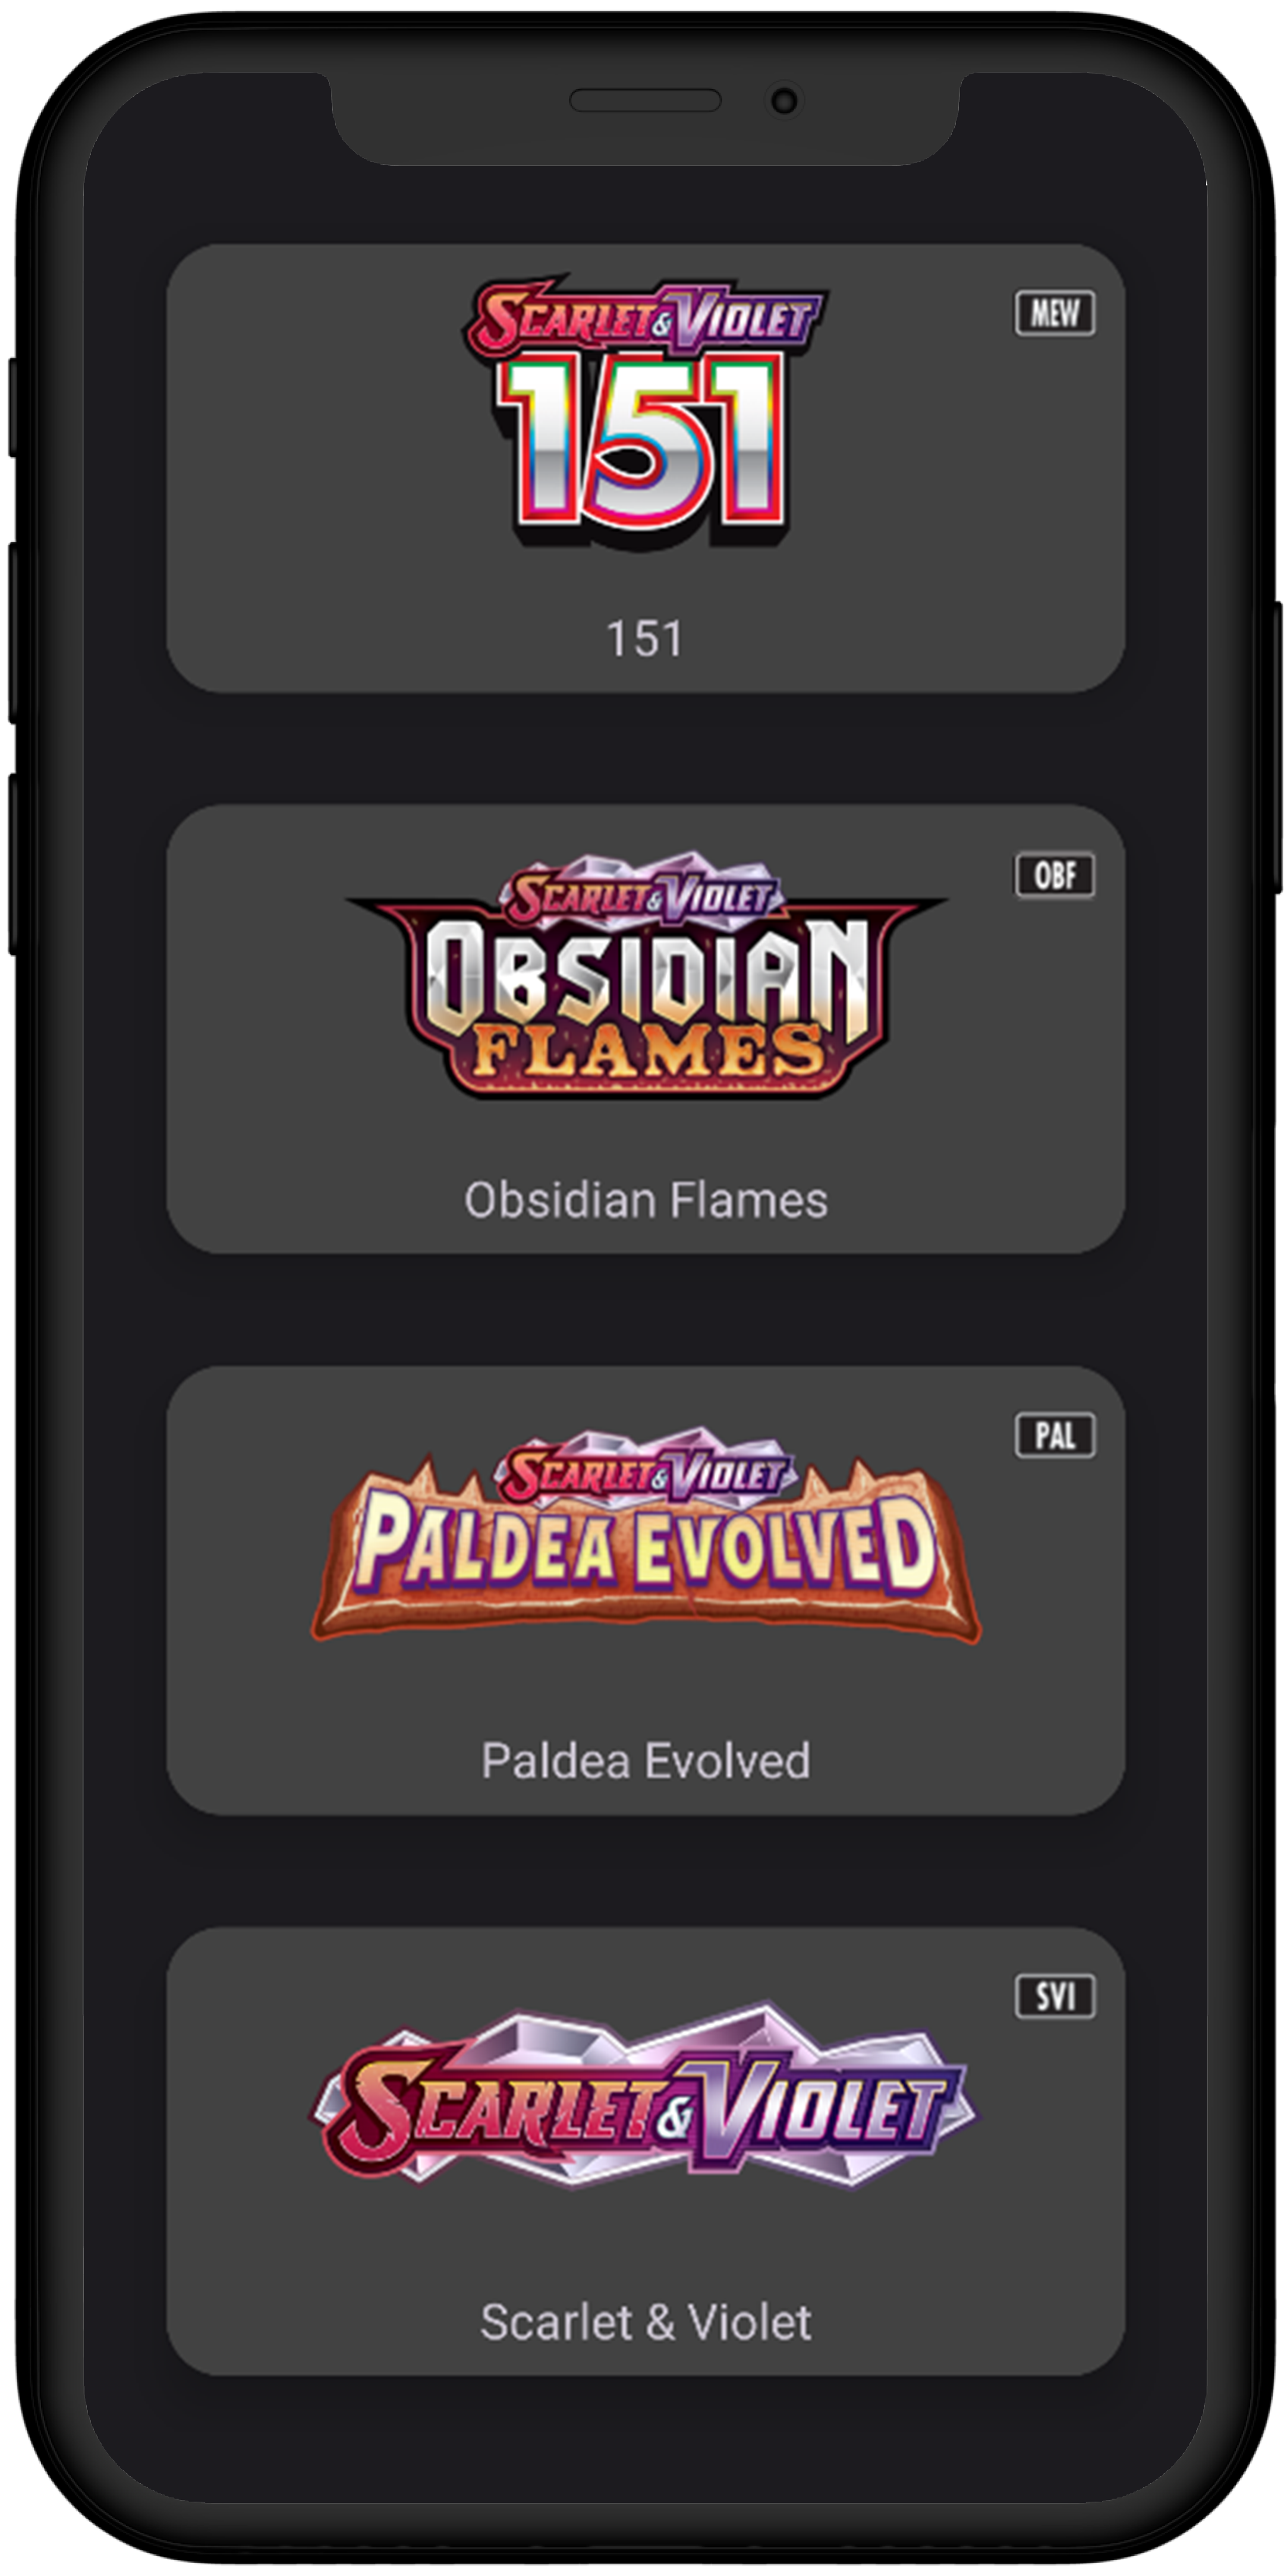 SCARLET & VIOLET
MEW
151
151
SCARLET & VIOLET
OBF
OBSIDIAN
FLAMES
Obsidian Flames
SCARLET & VIOLET
PAL
PALDEA EVOLVED
Paldea Evolved
SVI
SCARLET & VIOLET
Scarlet & Violet